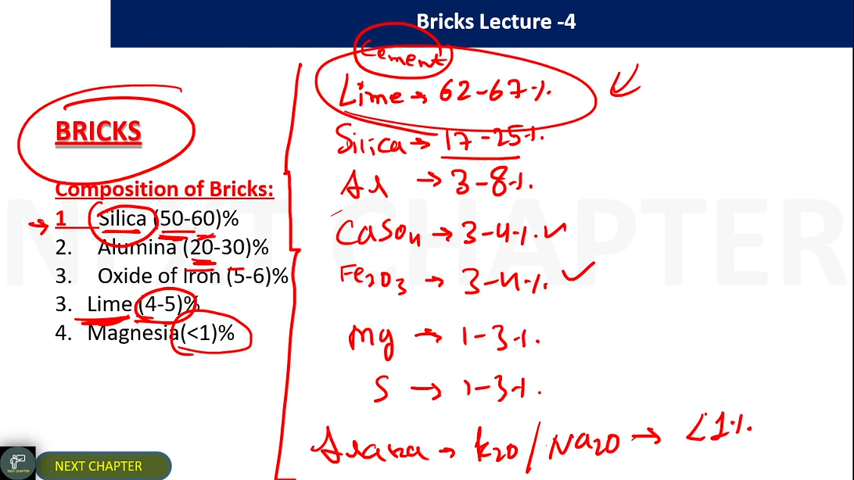 Bricks Lecture -4
BRICKS
Composition of Bricks:
1 Silica (50-60)%
2. Alumina (20-30)%
3. Oxide of Iron (5-6)%
3. Lime (4-5)%
4. Magnesia(<1)%
Cement
Lime → 62-67%
Silica → 17-25%
Al → 3-8%
CaSO4 → 3-4% ✓
Fe2O3 → 3-4% ✓
Mg → 1-3%
S → 1-3%
→ K2O/Na2O → <1%
NEXT CHAPTER
NEXT CHAPTER